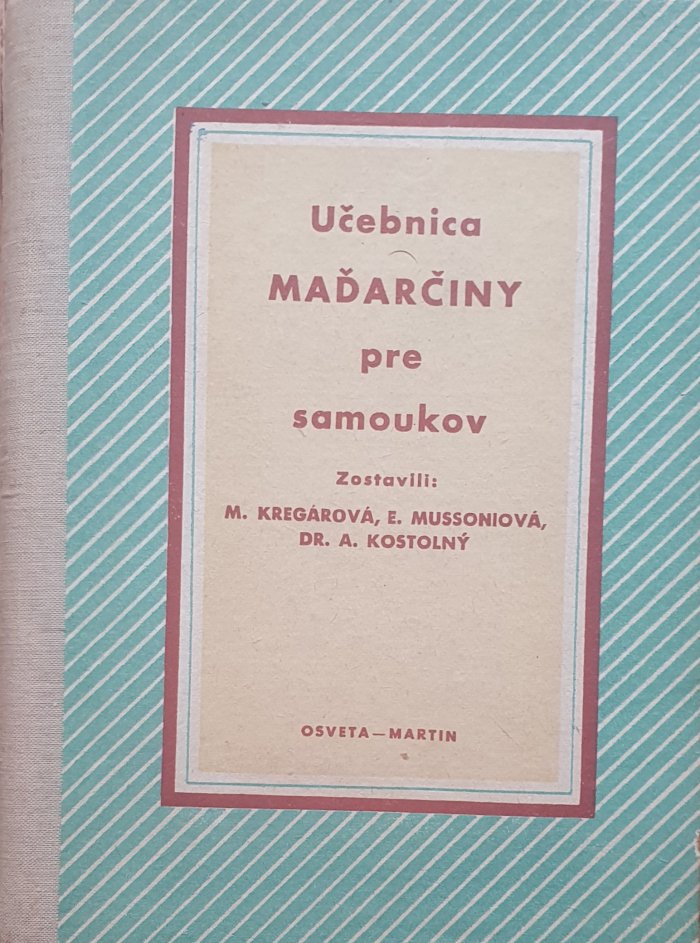 Učebnica
MAĎARČINY
pre
samoukov
Zostavili:
M. KREGÁROVÁ, E. MUSSONIOVÁ,
DR. A. KOSTOLNÝ
OSVETA—MARTIN